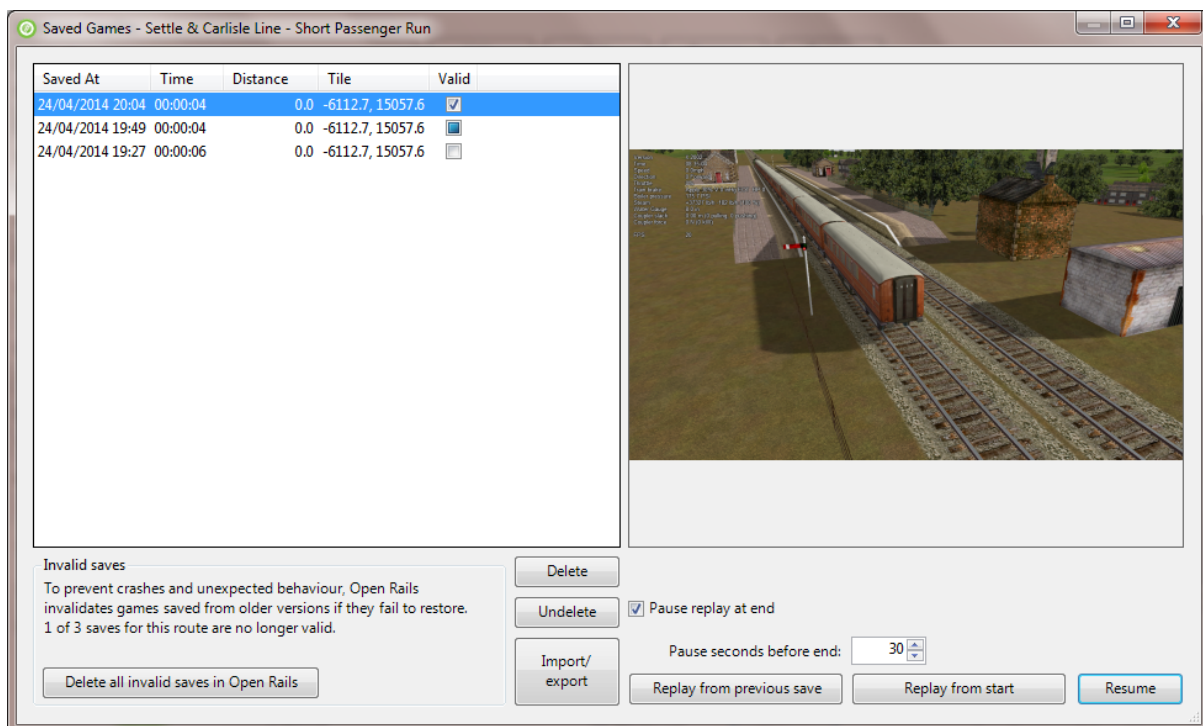 Saved Games - Settle & Carlisle Line - Short Passenger Run
Saved At Time Distance Tile Valid
24/04/2014 20:04 00:00:04 0.0 -6112.7, 15057.6
24/04/2014 19:49 00:00:04 0.0 -6112.7, 15057.6
24/04/2014 19:27 00:00:06 0.0 -6112.7, 15057.6
Invalid saves
To prevent crashes and unexpected behaviour, Open Rails
invalidates games saved from older versions if they fail to restore.
1 of 3 saves for this route are no longer valid.
Delete all invalid saves in Open Rails
Delete
Undelete
Import/
export
Pause replay at end
Pause seconds before end: 30
Replay from previous save Replay from start Resume